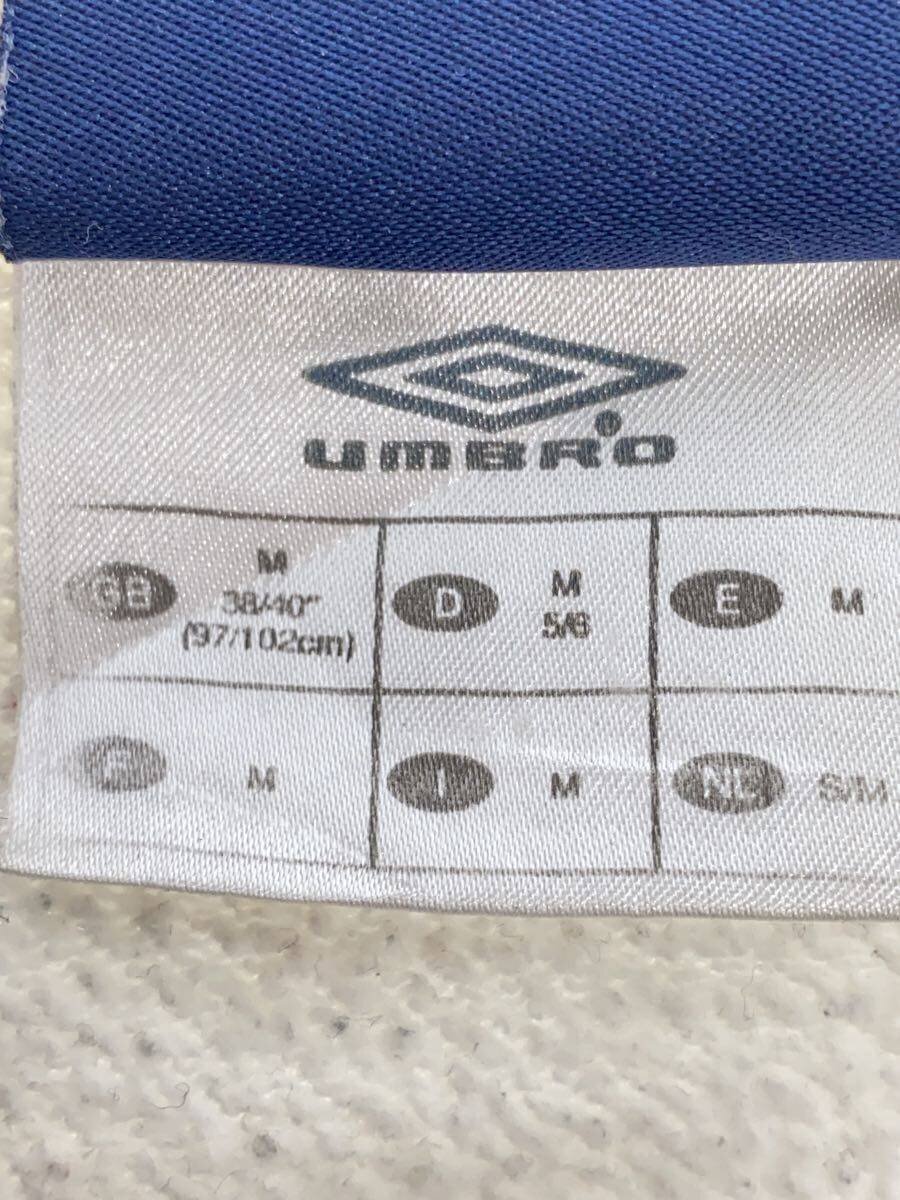 UMBRO®
GB M
38/40"
(97/102cm)
D M
5/6
E M
F M
I M
NL S/M